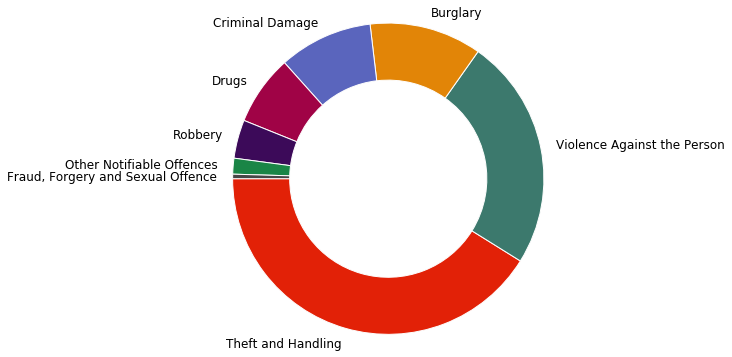 Burglary
Criminal Damage
Drugs
Violence Against the Person
Robbery
Other Notifiable Offences
Fraud, Forgery and Sexual Offence
Theft and Handling